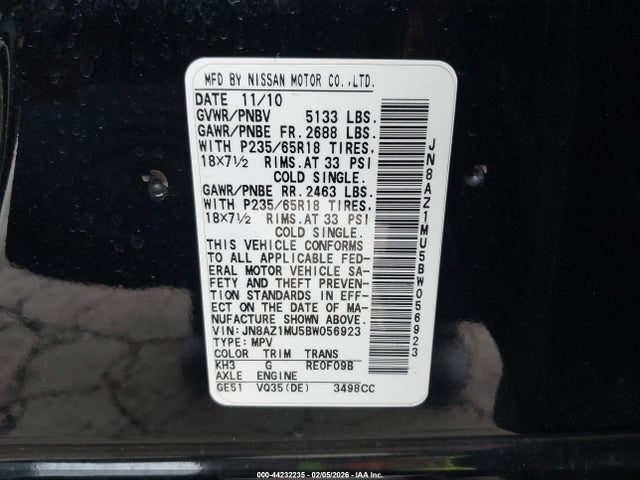 MFD BY NISSAN MOTOR CO.,LTD.
DATE 11/10
GVWR/PNBV 5133 LBS.
GAWR/PNBE FR. 2688 LBS.
WITH P235/65R18 TIRES,
18×7½ RIMS. AT 33 PSI
COLD SINGLE.
GAWR/PNBE RR. 2463 LBS.
WITH P235/65R18 TIRES.
18×7½ RIMS. AT 33 PSI
COLD SINGLE.
THIS VEHICLE CONFORMS
TO ALL APPLICABLE FED-
ERAL MOTOR VEHICLE SA-
FETY AND THEFT PREVEN-
TION STANDARDS IN EFF-
ECT ON THE DATE OF MA-
NUFACTURE SHOWN ABOVE.
VIN: JN8AZ1MU5BW056923
TYPE: MPV
COLOR TRIM TRANS
KH3 G RE0F09B
AXLE ENGINE
GE51 VQ35(DE) 3498CC
JN8AZ1MU5BW056923
000-44232235 - 02/05/2026 - COPART, INC.